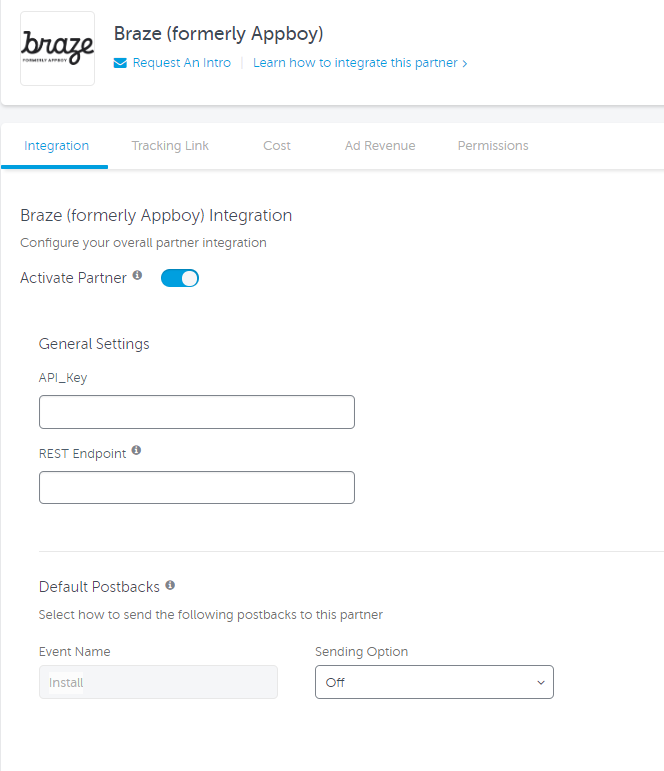 braze
FORMERLY APPBOY
Braze (formerly Appboy)
Request An Intro
Learn how to integrate this partner >
Integration
Tracking Link
Cost
Ad Revenue
Permissions
Braze (formerly Appboy) Integration
Configure your overall partner integration
Activate Partner
General Settings
API_Key
REST Endpoint
Default Postbacks
Select how to send the following postbacks to this partner
Event Name
Sending Option
Install
Off